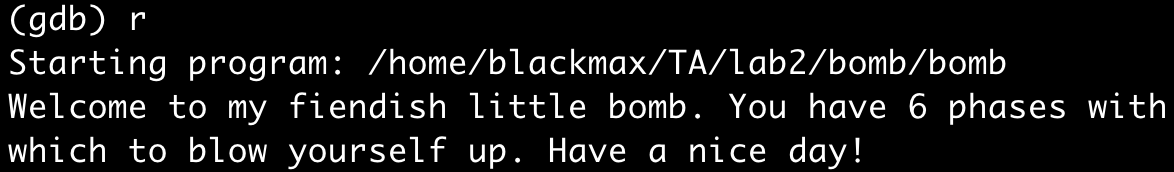 (gdb) r
Starting program: /home/blackmax/TA/lab2/bomb/bomb
Welcome to my fiendish little bomb. You have 6 phases with
which to blow yourself up. Have a nice day!